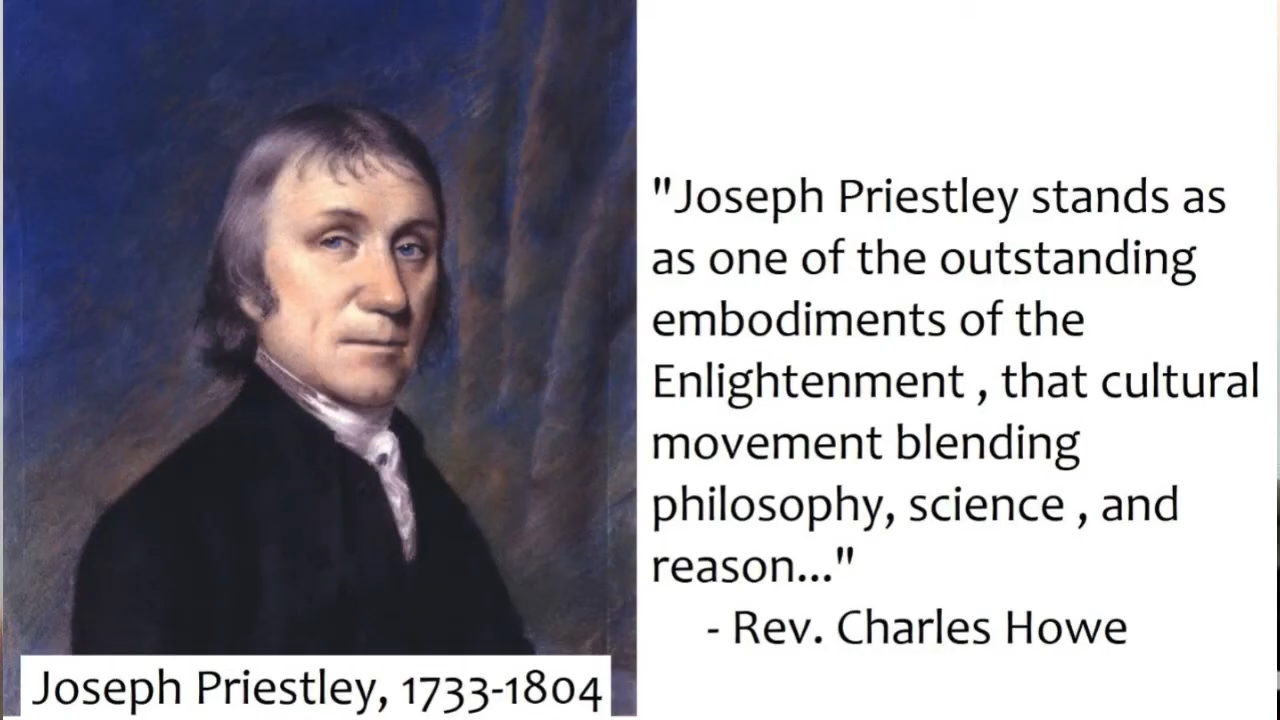 "Joseph Priestley stands as
as one of the outstanding
embodiments of the
Enlightenment , that cultural
movement blending
philosophy, science , and
reason..."
- Rev. Charles Howe
Joseph Priestley, 1733-1804